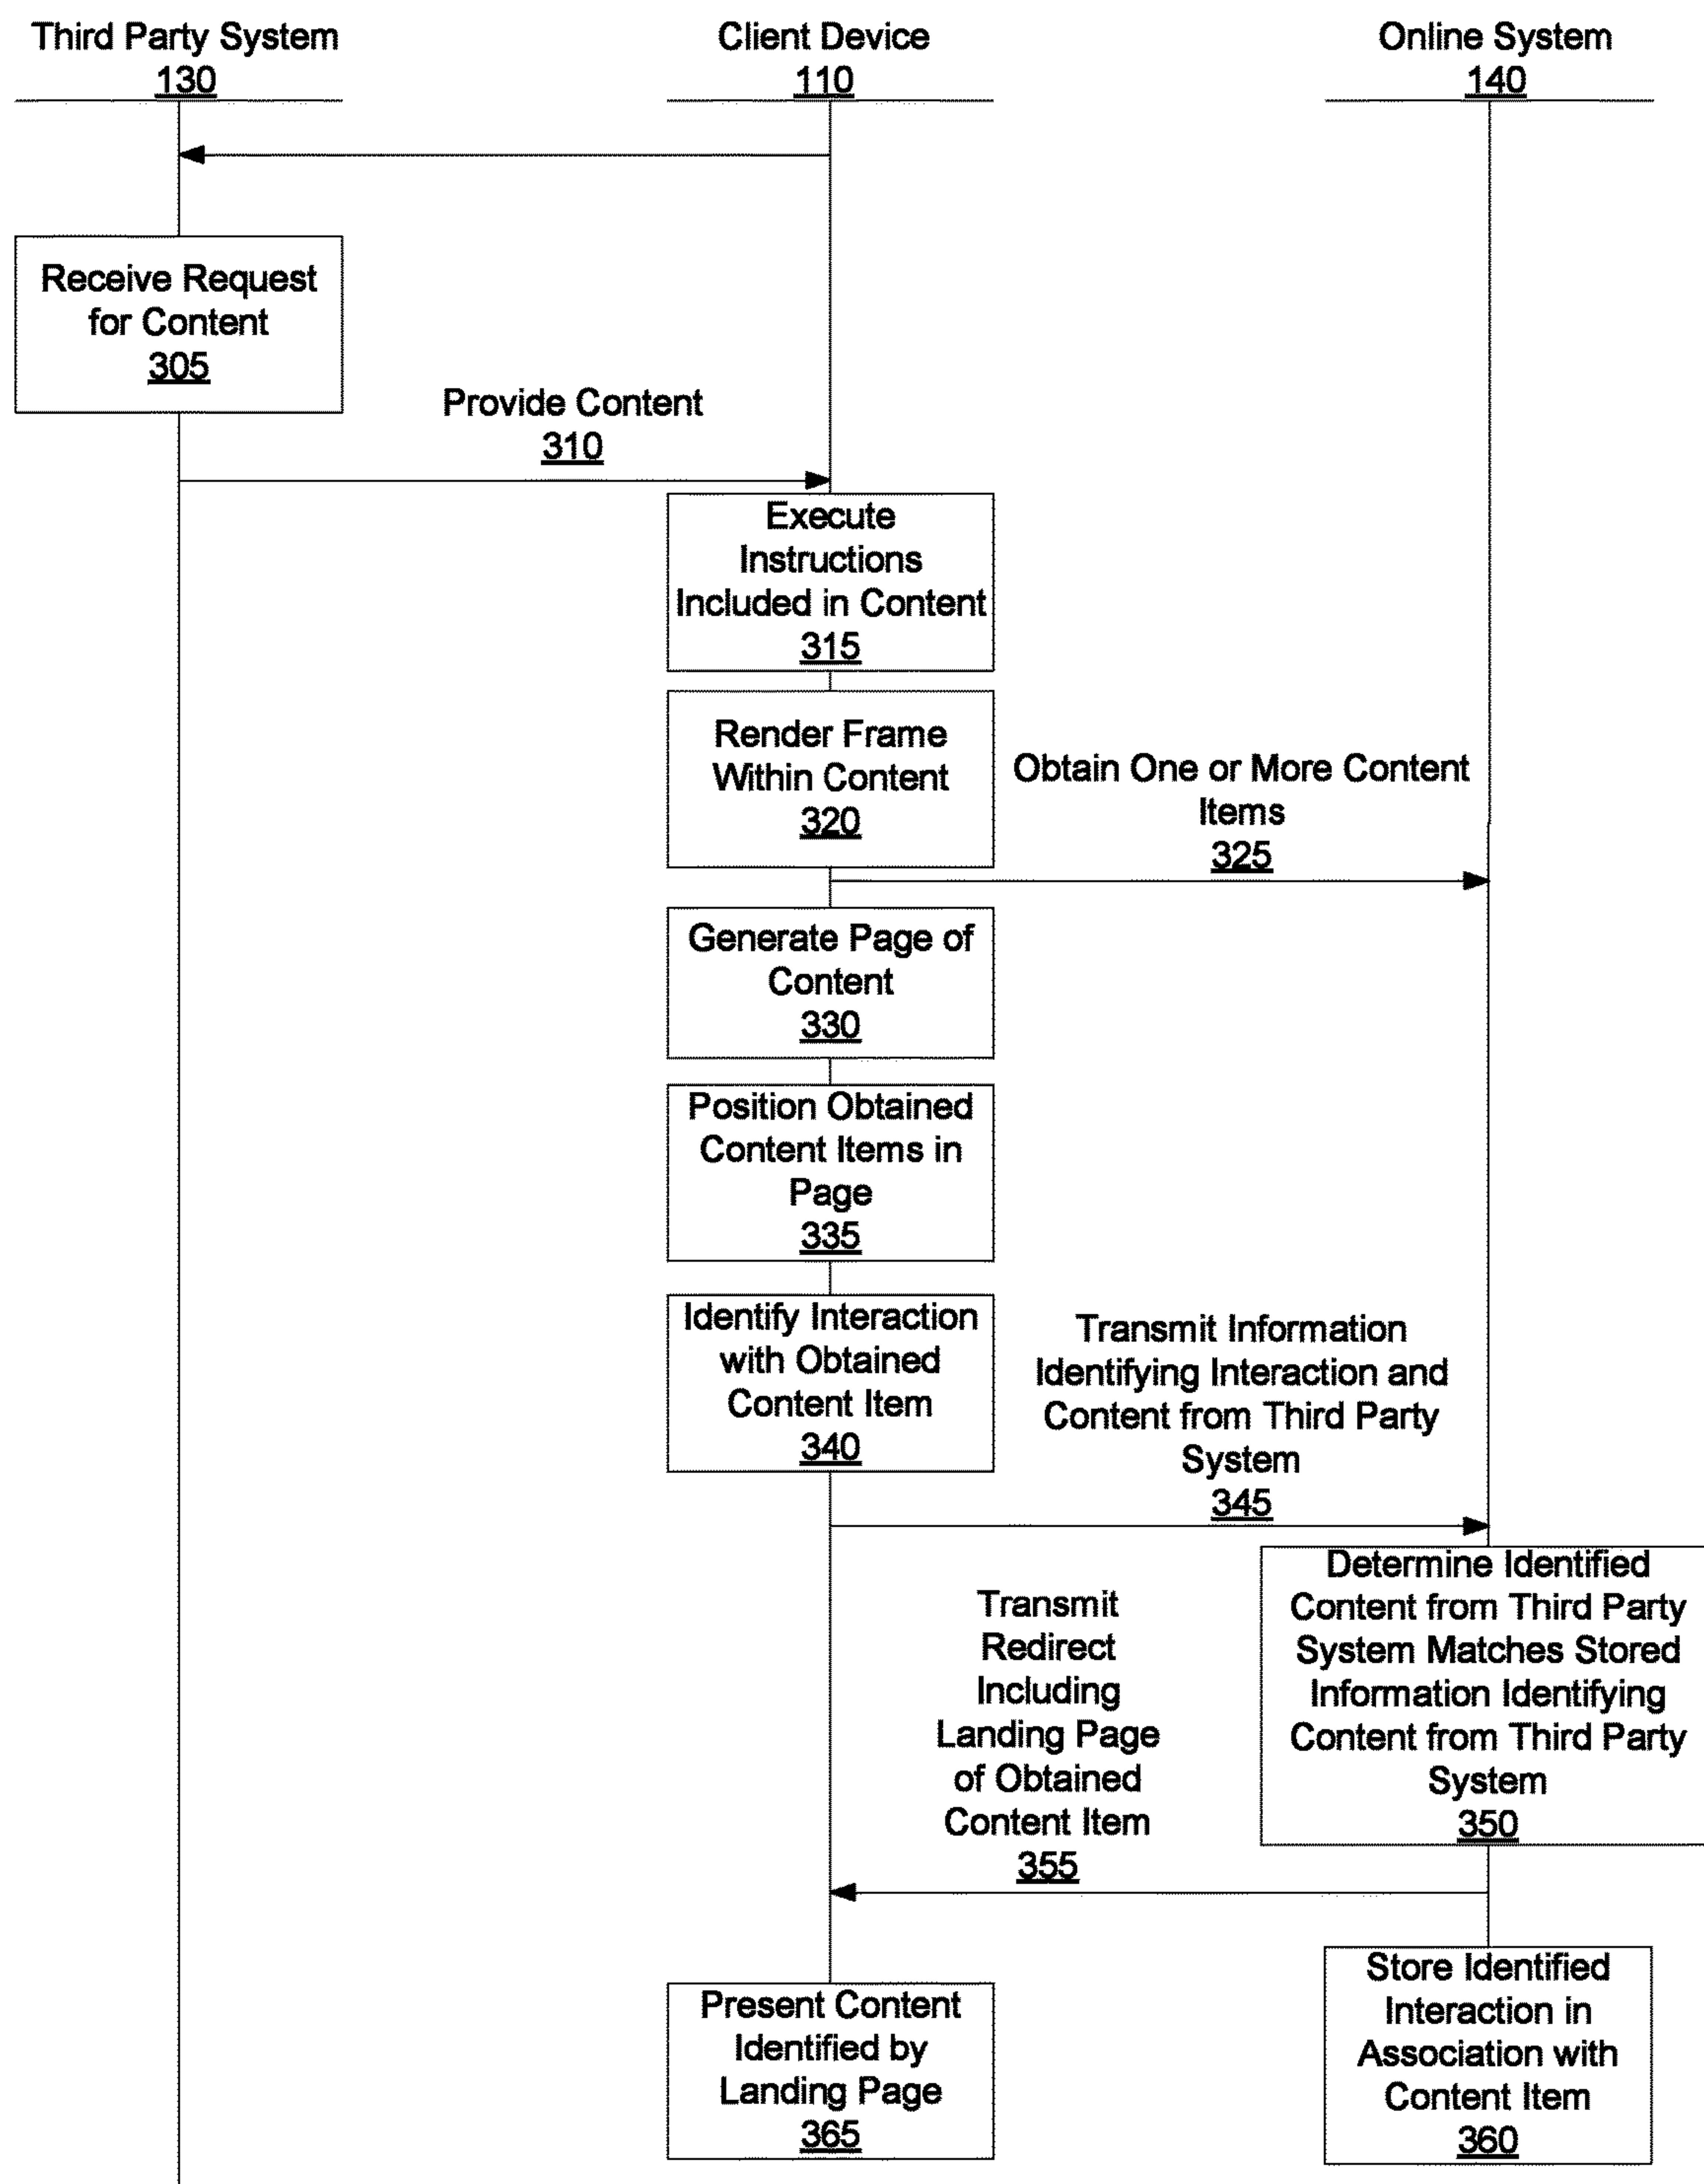 Third Party System
130
Client Device
110
Online System
140
Receive Request
for Content
305
Provide Content
310
Execute
Instructions
Included in Content
315
Render Frame
Within Content
320
Obtain One or More Content
Items
325
Generate Page of
Content
330
Position Obtained
Content Items in
Page
335
Identify Interaction
with Obtained
Content Item
340
Transmit Information
Identifying Interaction and
Content from Third Party
System
345
Determine Identified
Content from Third Party
System Matches Stored
Information Identifying
Content from Third Party
System
350
Transmit
Redirect
Including
Landing Page
of Obtained
Content Item
355
Store Identified
Interaction in
Association with
Content Item
360
Present Content
Identified by
Landing Page
365